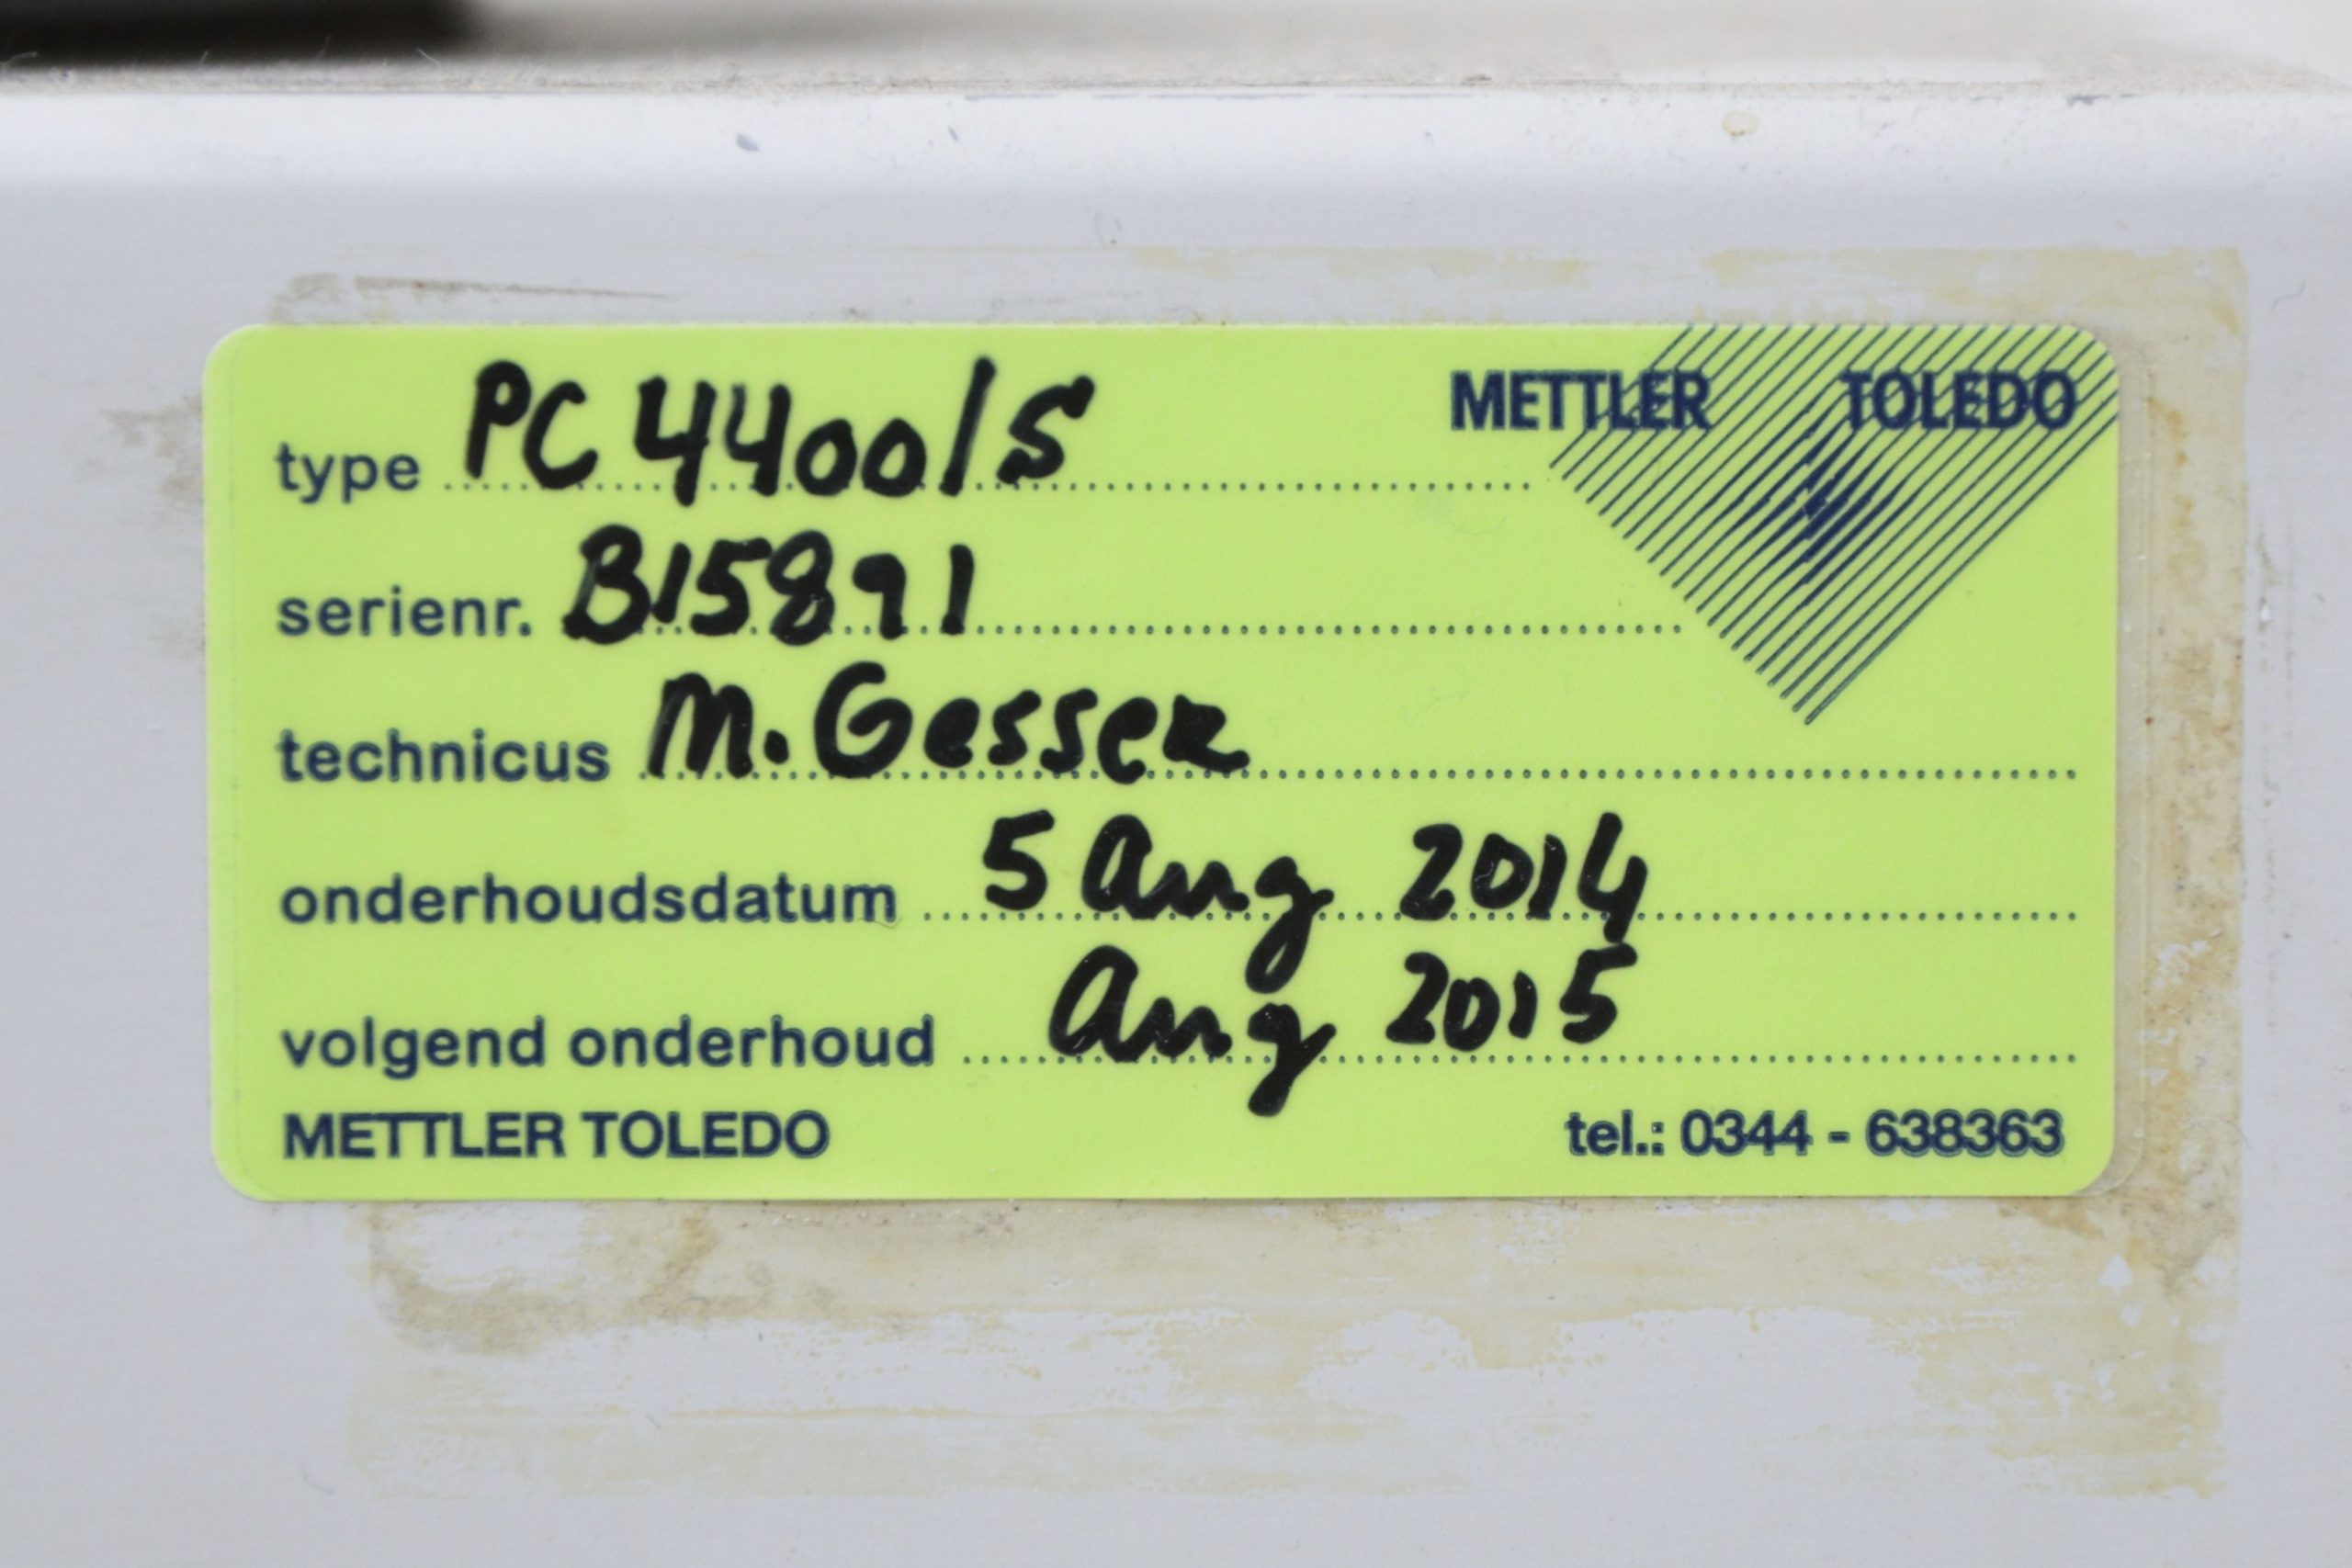 METTLER TOLEDO
type PC 4400/S
serienr. B15891
technicus M. Gesser
onderhoudsdatum 5 Aug 2014
volgend onderhoud Aug 2015
METTLER TOLEDO tel.: 0344 - 638363